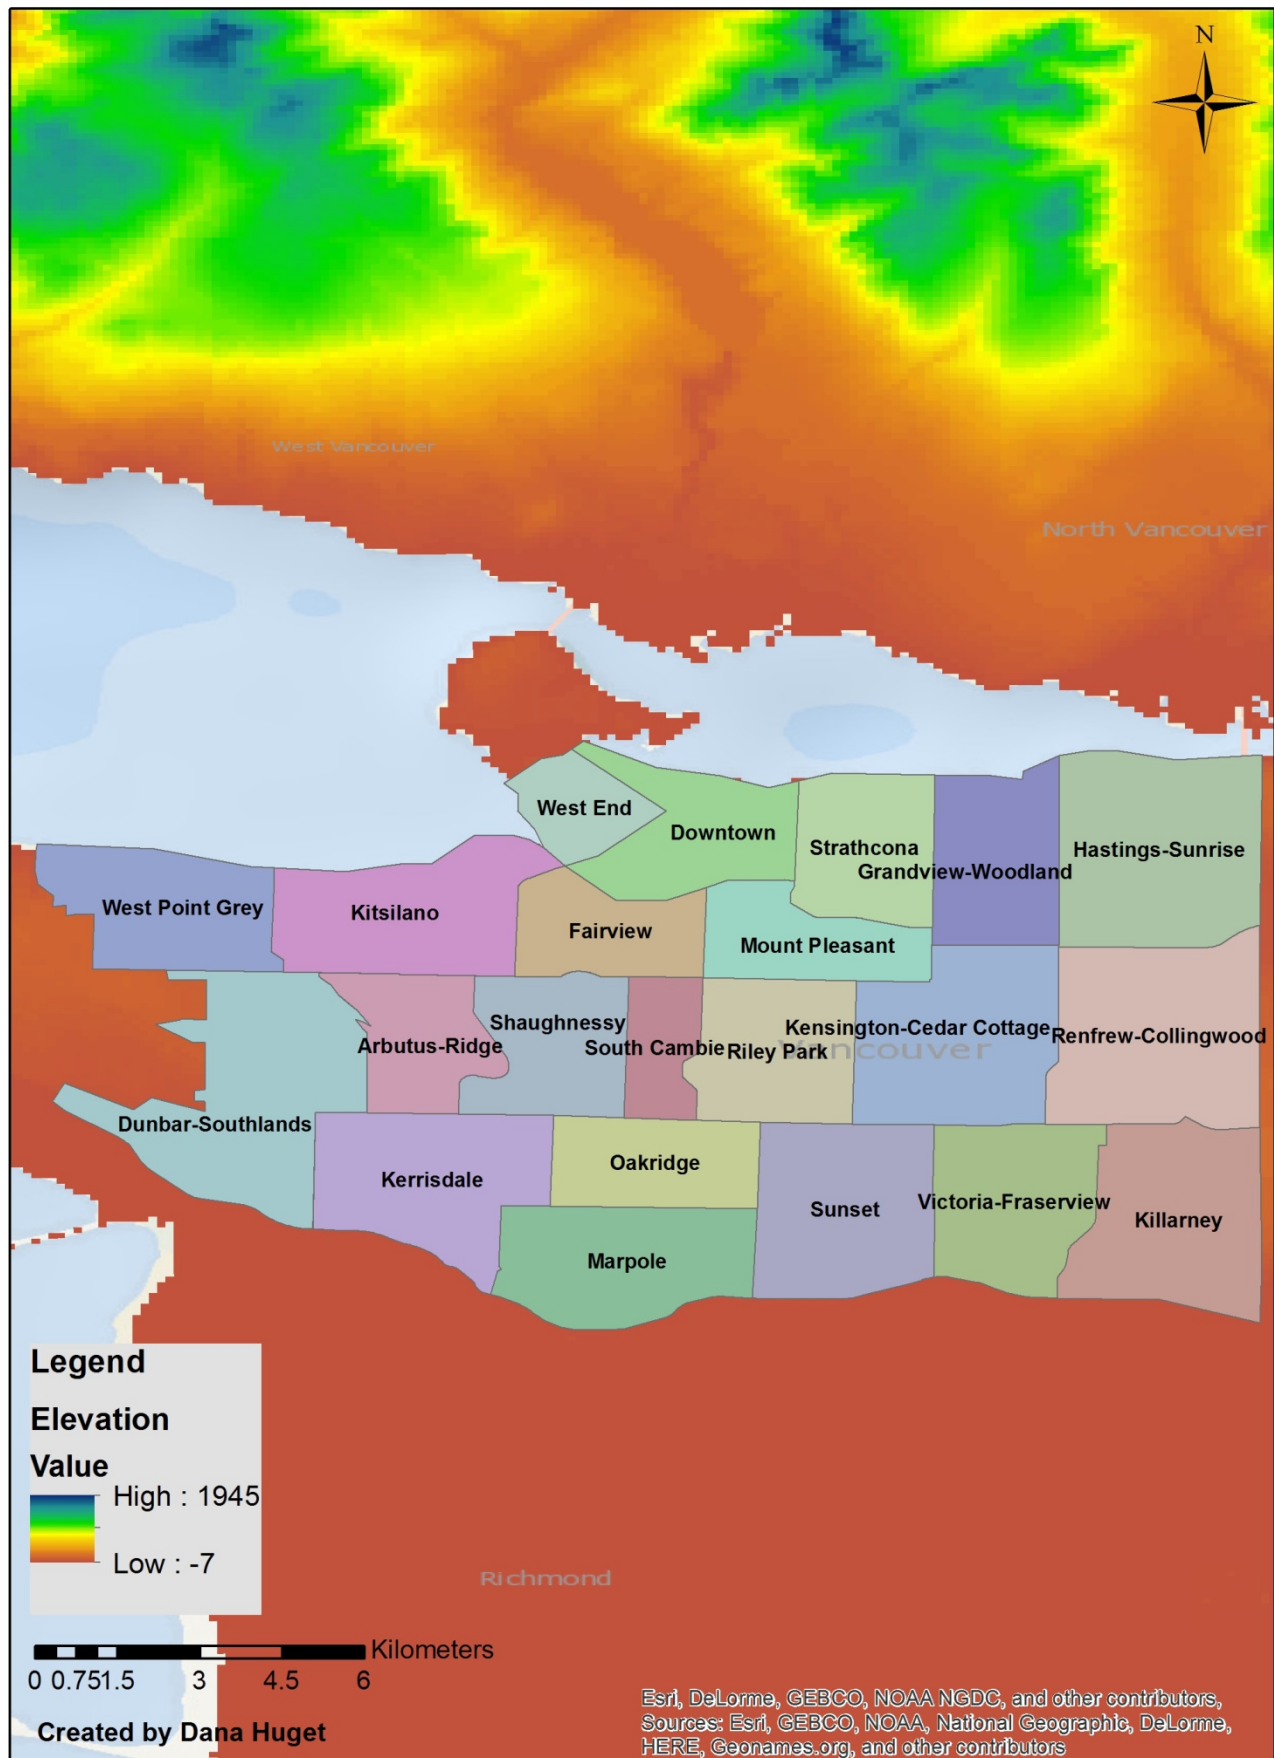 N
West Vancouver
North Vancouver
West End
Downtown
Strathcona
Hastings-Sunrise
Grandview-Woodland
West Point Grey
Kitsilano
Fairview
Mount Pleasant
Shaughnessy
Kensington-Cedar Cottage
Renfrew-Collingwood
Arbutus-Ridge
South Cambie
Riley Park
Vancouver
Dunbar-Southlands
Oakridge
Kerrisdale
Victoria-Fraserview
Sunset
Killarney
Marpole
Legend
Elevation
Value
High : 1945
Low : -7
Richmond
Kilometers
0 0.75 1.5 3 4.5 6
Created by Dana Huget
Esri, DeLorme, GEBCO, NOAA NGDC, and other contributors,
Sources: Esri, GEBCO, NOAA, National Geographic, DeLorme,
HERE, Geonames.org, and other contributors